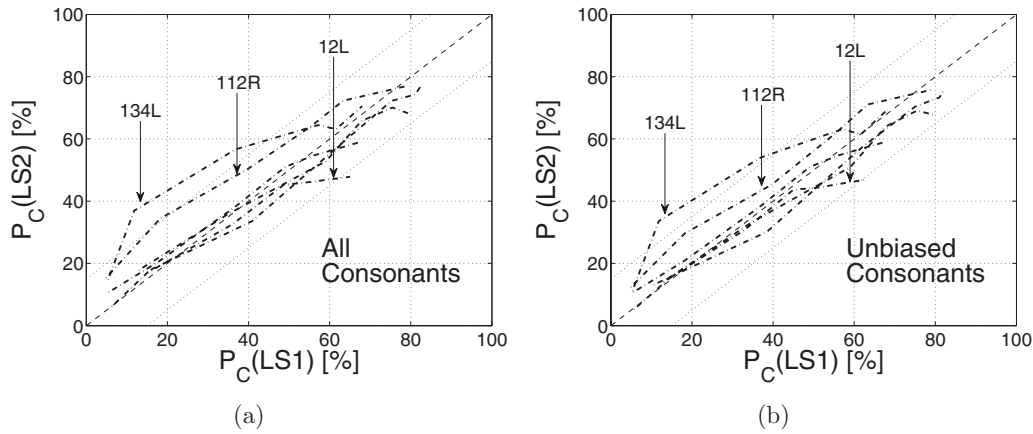 100
80
60
40
20
0
P_C(LS2) [%]
134L
112R
12L
All
Consonants
0 20 40 60 80 100
P_C(LS1) [%]
(a)
100
80
60
40
20
0
P_C(LS2) [%]
134L
112R
12L
Unbiased
Consonants
0 20 40 60 80 100
P_C(LS1) [%]
(b)